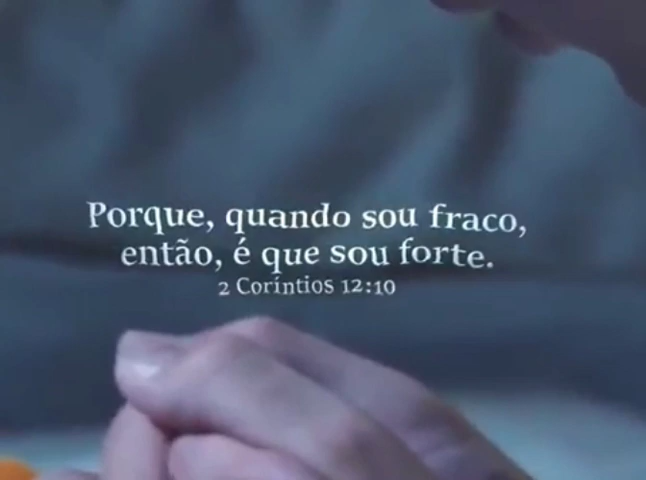 Porque, quando sou fraco,
então, é que sou forte.
2 Coríntios 12:10